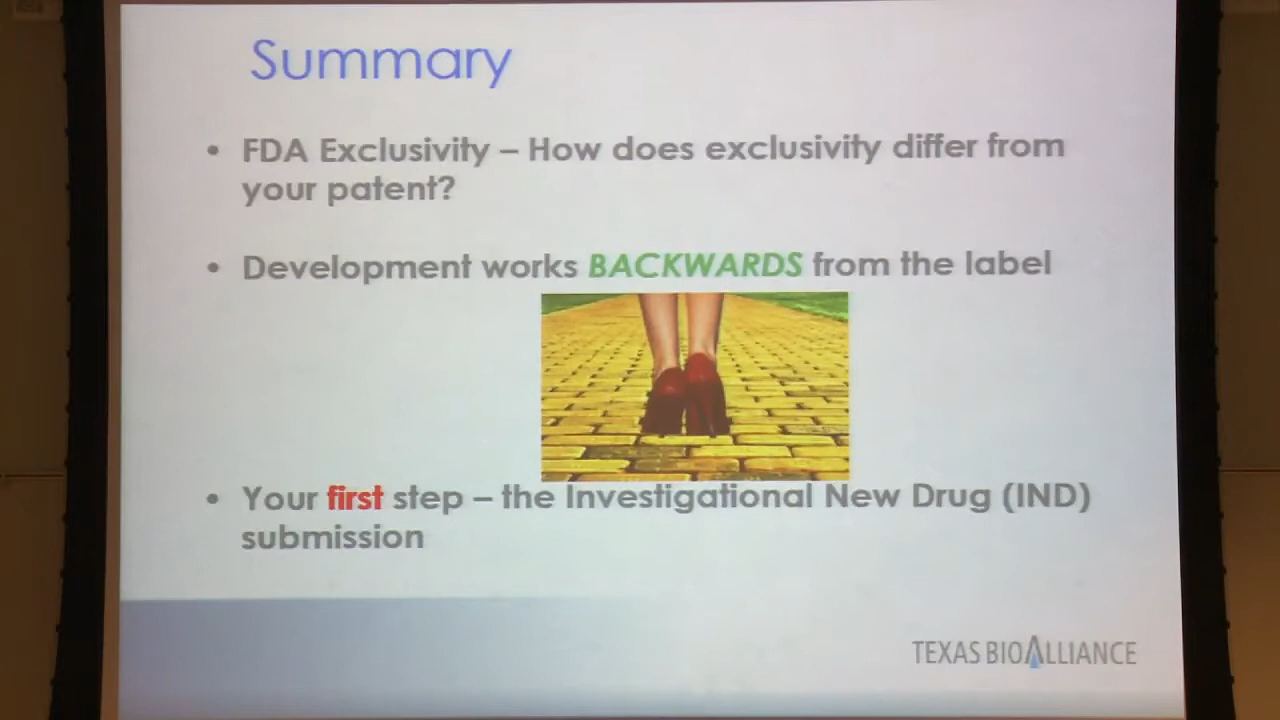 Summary
• FDA Exclusivity – How does exclusivity differ from
your patent?
• Development works BACKWARDS from the label
• Your first step – the Investigational New Drug (IND)
submission
TEXAS BIOALLIANCE